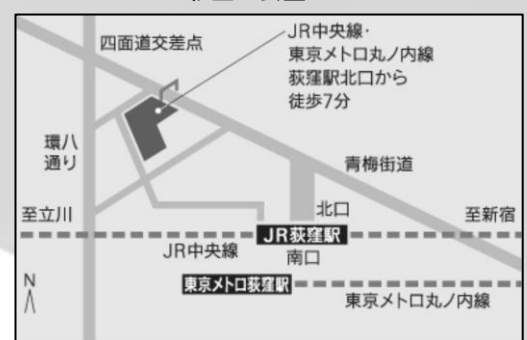 四面道交差点
JR中央線・
東京メトロ丸ノ内線
荻窪駅北口から
徒歩7分
環八
通り
青梅街道
至立川
北口
至新宿
JR荻窪駅
JR中央線
南口
東京メトロ荻窪駅
東京メトロ丸ノ内線
N